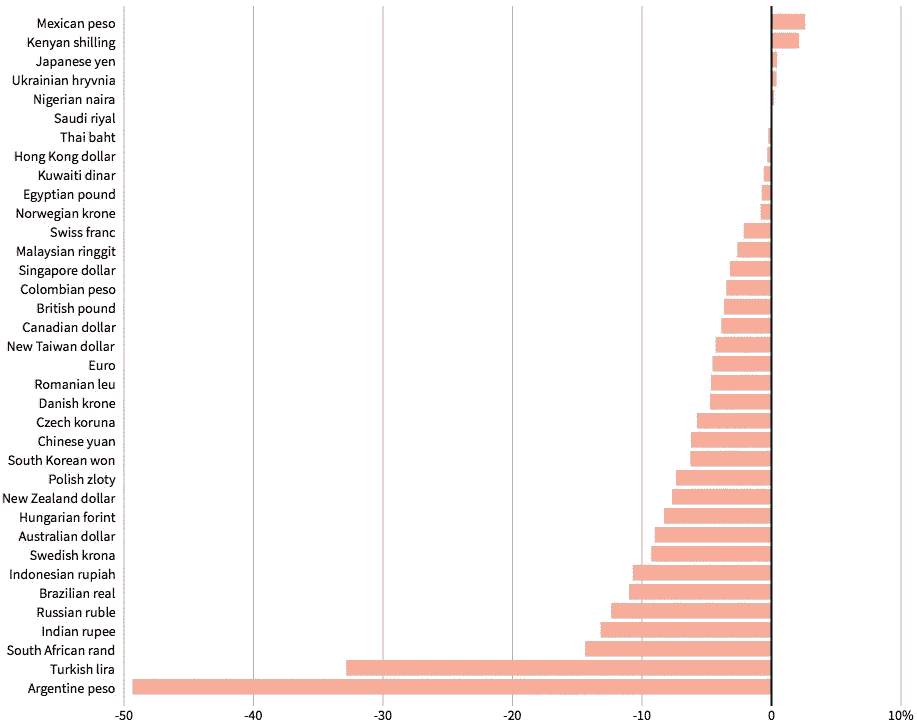 Mexican peso
Kenyan shilling
Japanese yen
Ukrainian hryvnia
Nigerian naira
Saudi riyal
Thai baht
Hong Kong dollar
Kuwaiti dinar
Egyptian pound
Norwegian krone
Swiss franc
Malaysian ringgit
Singapore dollar
Colombian peso
British pound
Canadian dollar
New Taiwan dollar
Euro
Romanian leu
Danish krone
Czech koruna
Chinese yuan
South Korean won
Polish zloty
New Zealand dollar
Hungarian forint
Australian dollar
Swedish krona
Indonesian rupiah
Brazilian real
Russian ruble
Indian rupee
South African rand
Turkish lira
Argentine peso
-50 -40 -30 -20 -10 0 10%